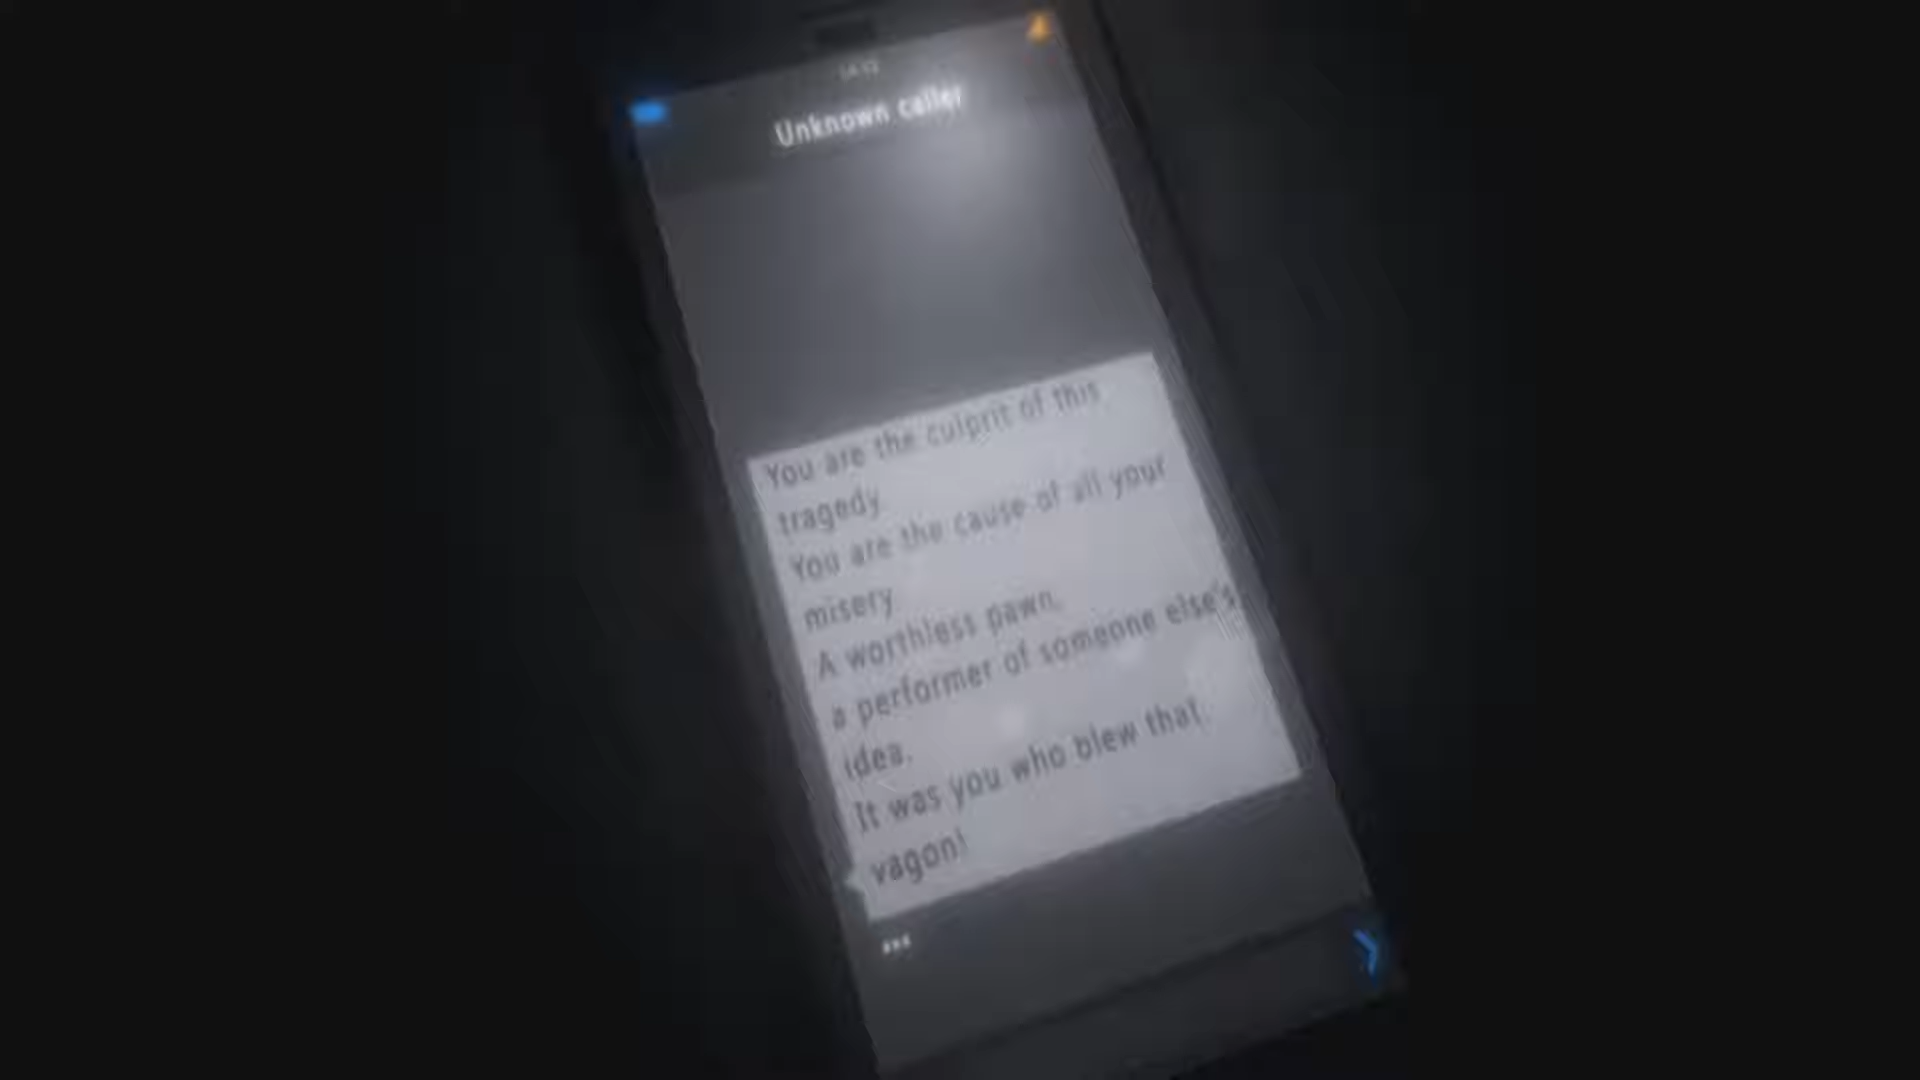 Unknown caller
You are the culprit of this
tragedy
You are the cause of all your
misery
A worthless pawn,
a performer of someone else's
idea.
It was you who blew that
vagon!
...